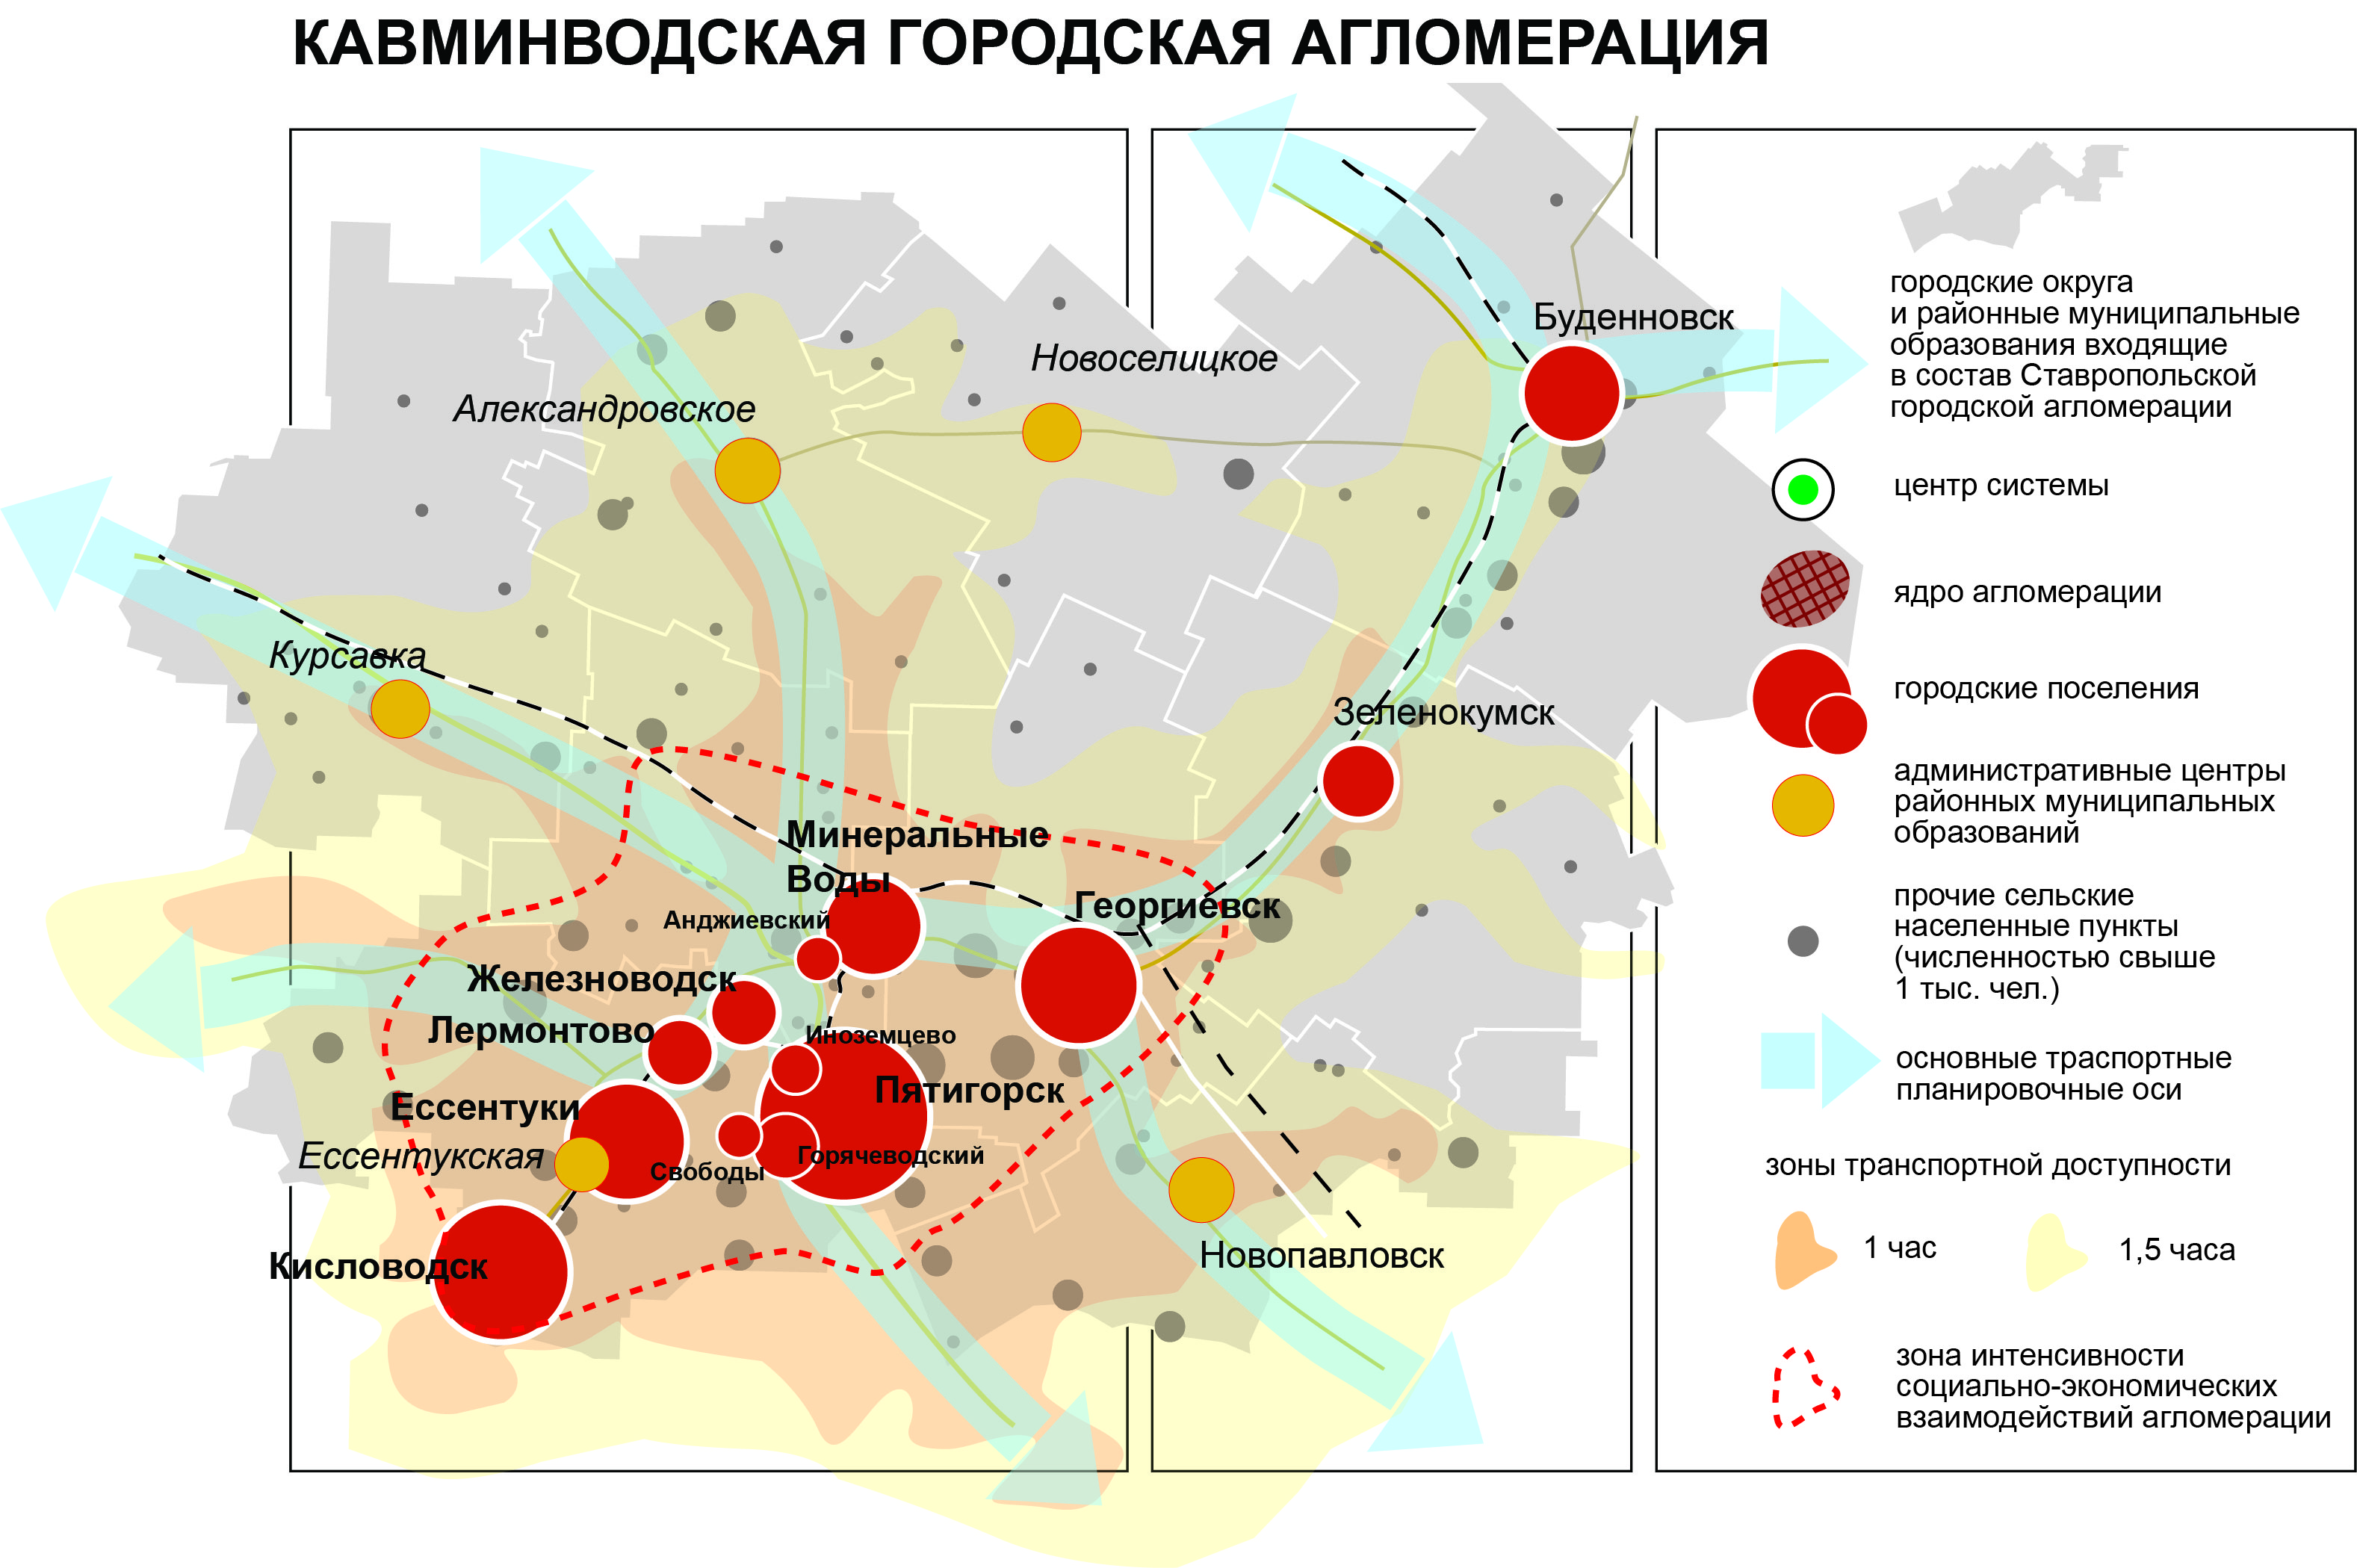 КАВМИНВОДСКАЯ ГОРОДСКАЯ АГЛОМЕРАЦИЯ
Буденновск
Новоселицкое
Александровское
Курсавка
Зеленокумск
Минеральные
Воды
Георгиевск
Анджиевский
Железноводск
Лермонтово
Иноземцево
Пятигорск
Ессентуки
Ессентукская
Свободы
Горячеводский
Кисловодск
Новопавловск
городские округа
и районные муниципальные
образования входящие
в состав Ставропольской
городской агломерации
центр системы
ядро агломерации
городские поселения
административные центры
районных муниципальных
образований
прочие сельские
населенные пункты
(численностью свыше
1 тыс. чел.)
основные траспортные
планировочные оси
зоны транспортной доступности
1 час
1,5 часа
зона интенсивности
социально-экономических
взаимодействий агломерации